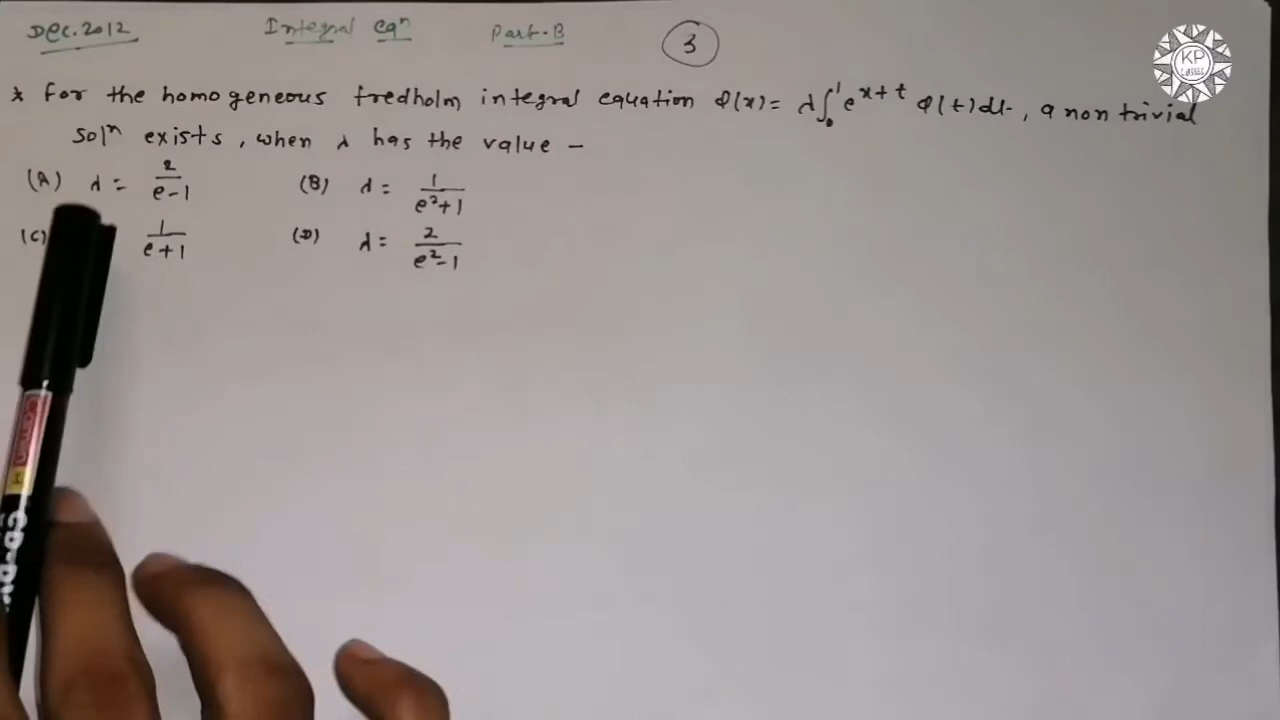 Dec. 2012 Integral eqn Part-B 3
* for the homogeneous fredholm integral equation Φ(x) = λ∫₀¹ e^{x+t} Φ(t)dt, a non trivial
soln exists, when λ has the value -
(A) λ = 2/(e-1) (B) λ = 1/(e²+1)
(C) 1/(e+1) (D) λ = 2/(e²-1)
KP
CLASSES